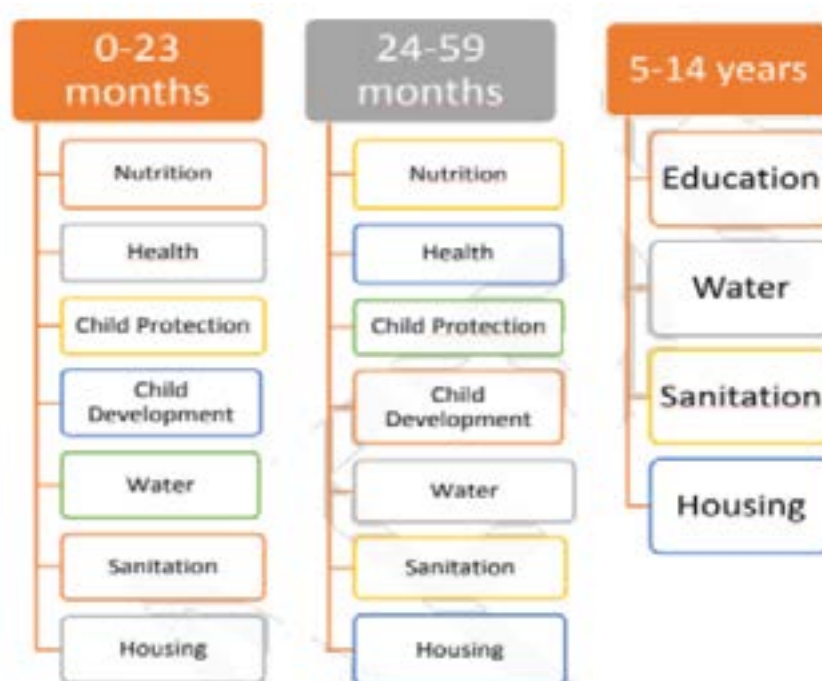 0-23
months
Nutrition
Health
Child Protection
Child
Development
Water
Sanitation
Housing
24-59
months
Nutrition
Health
Child Protection
Child
Development
Water
Sanitation
Housing
5-14 years
Education
Water
Sanitation
Housing